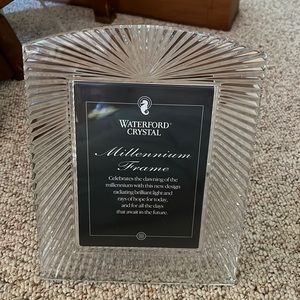 WATERFORD®
CRYSTAL
Millennium
Frame
Celebrates the dawning of the
millennium with this new design
radiating brilliant light and
rays of hope for today,
and for all the days
that await in the future.